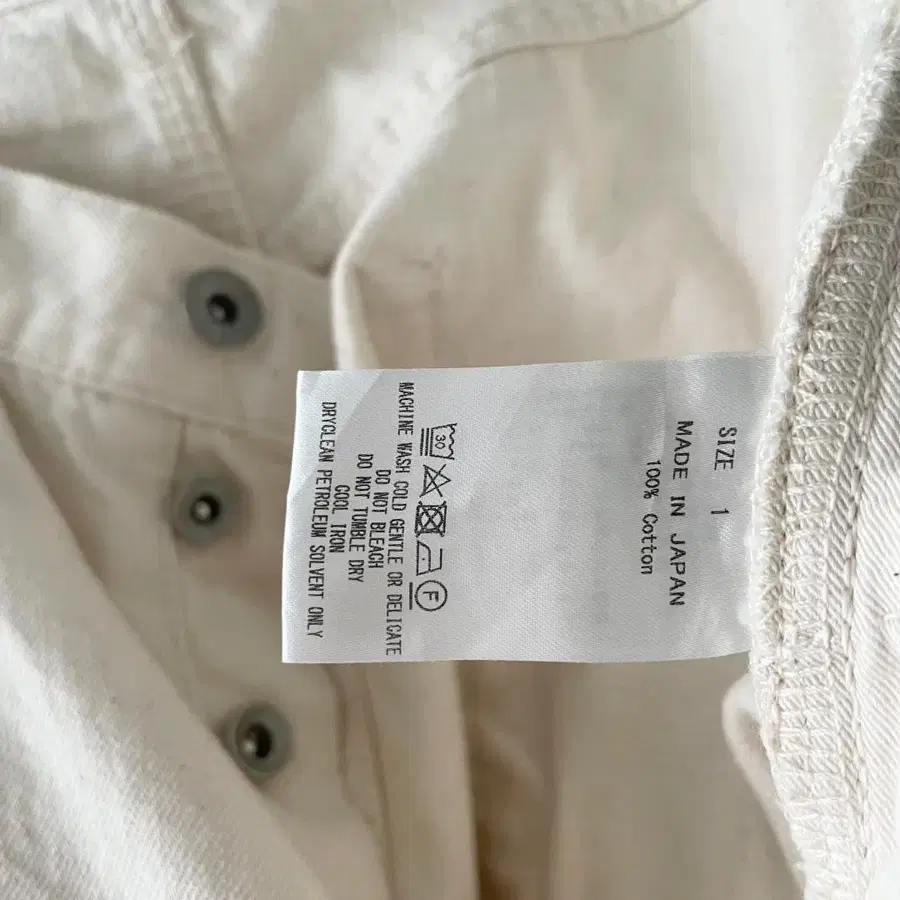 SIZE 1
MADE IN JAPAN
100% Cotton
30 F
MACHINE WASH COLD GENTLE OR DELICATE
DO NOT BLEACH
DO NOT TUMBLE DRY
COOL IRON
DRYCLEAN PETROLEUM SOLVENT ONLY